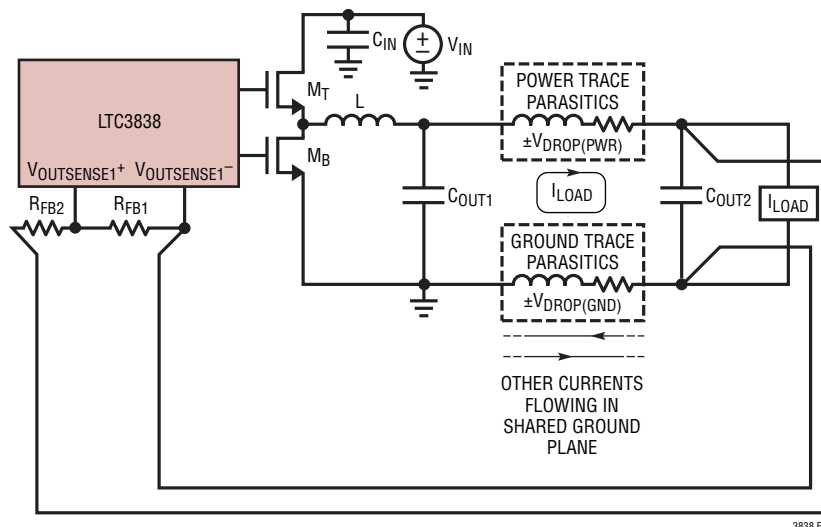 C_IN
V_IN
POWER TRACE
PARASITICS
±V_DROP(PWR)
LTC3838
M_T
L
M_B
V_OUTSENSE1⁺ V_OUTSENSE1⁻
R_FB2 R_FB1
C_OUT1
I_LOAD
C_OUT2
I_LOAD
GROUND TRACE
PARASITICS
±V_DROP(GND)
OTHER CURRENTS
FLOWING IN
SHARED GROUND
PLANE
3838 F